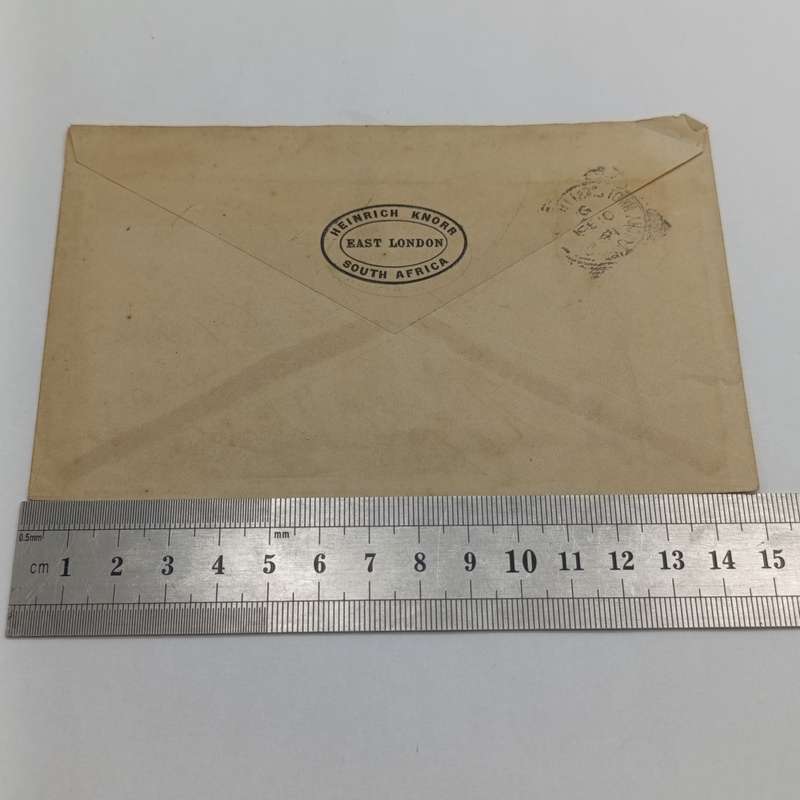 HEINRICH KNORR
EAST LONDON
SOUTH AFRICA
0.5mm
mm
cm 1 2 3 4 5 6 7 8 9 10 11 12 13 14 15